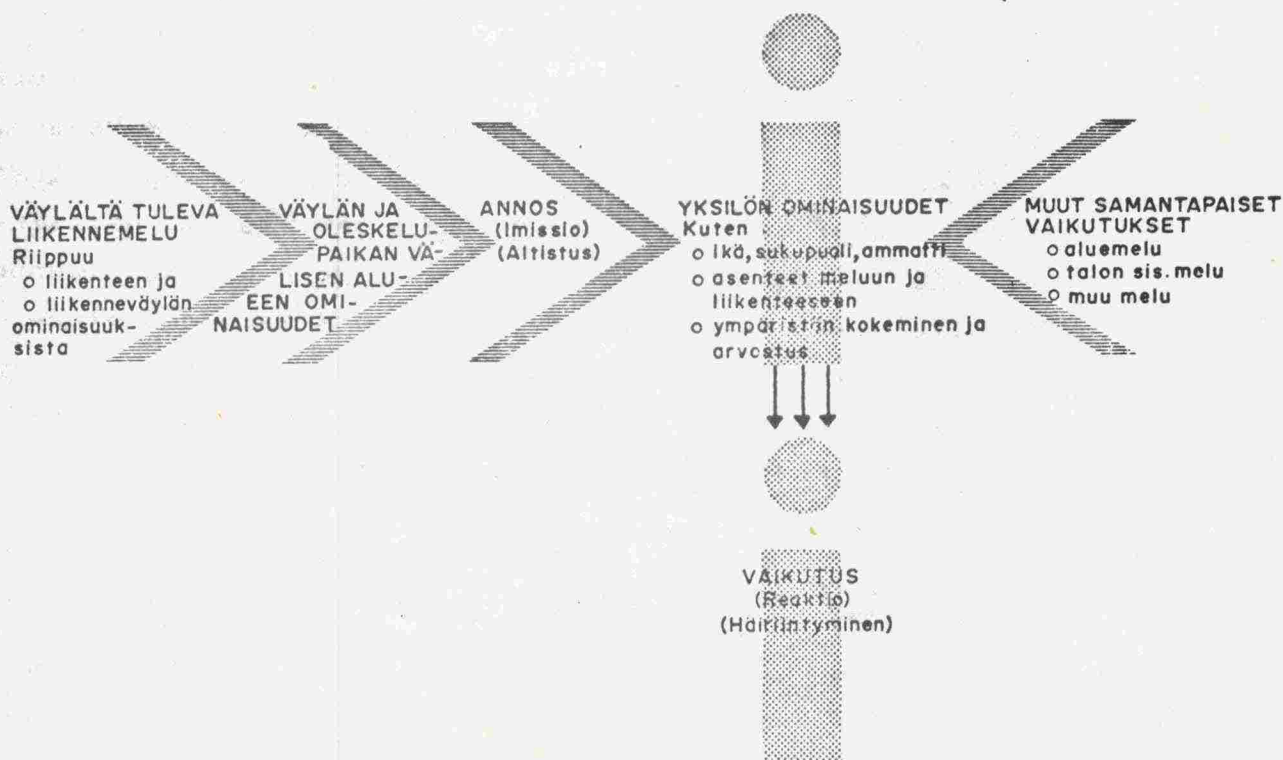 VÄYLÄLTÄ TULEVA
LIIKENNEMELU
Riippuu
o liikenteen ja
o liikenneväylän
ominaisuuk-
sista
VÄYLÄN JA
OLESKELU-
PAIKAN VÄ-
LISEN ALU-
EEN OMI-
NAISUUDET
ANNOS
(Imissio)
(Altistus)
YKSILÖN OMINAISUUDET
Kuten
o ikä, sukupuoli, ammatti
o asenteet meluun ja
liikenteeseen
o ympäristön kokeminen ja
arvostus
MUUT SAMANTAPAISET
VAIKUTUKSET
o aluemelu
o talon sis. melu
o muu melu
VAIKUTUS
(Reaktio)
(Häiriintyminen)